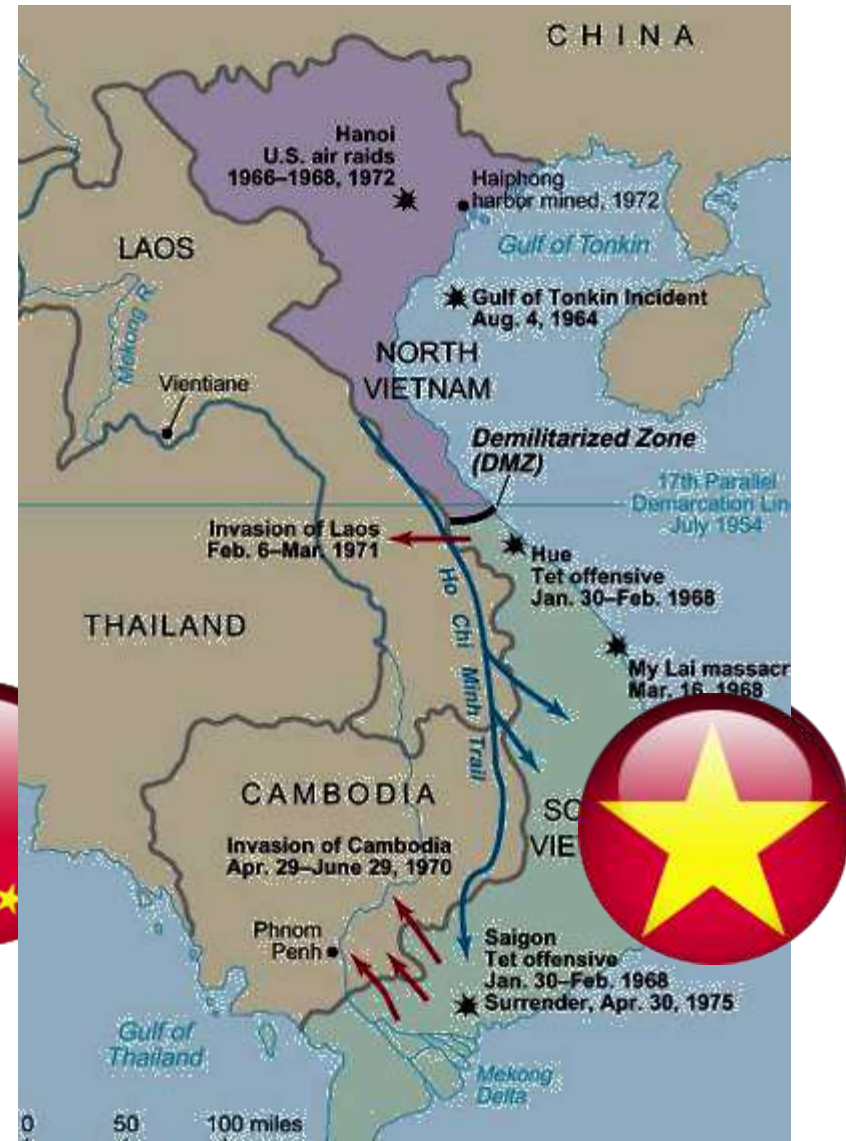 CHINA
Hanoi
U.S. air raids
1966–1968, 1972
Haiphong
harbor mined, 1972
Gulf of Tonkin
LAOS
Gulf of Tonkin Incident
Aug. 4, 1964
Mekong R.
NORTH
VIETNAM
Vientiane
Demilitarized Zone
(DMZ)
17th Parallel
Demarcation Lin
July 1954
Invasion of Laos
Feb. 6–Mar. 1971
Hue
Tet offensive
Jan. 30–Feb. 1968
Ho Chi Minh Trail
THAILAND
My Lai massacr
Mar. 16, 1968
CAMBODIA
SO
VIE
Invasion of Cambodia
Apr. 29–June 29, 1970
Phnom
Penh
Saigon
Tet offensive
Jan. 30–Feb. 1968
Surrender, Apr. 30, 1975
Gulf of
Thailand
Mekong
Delta
0 50 100 miles